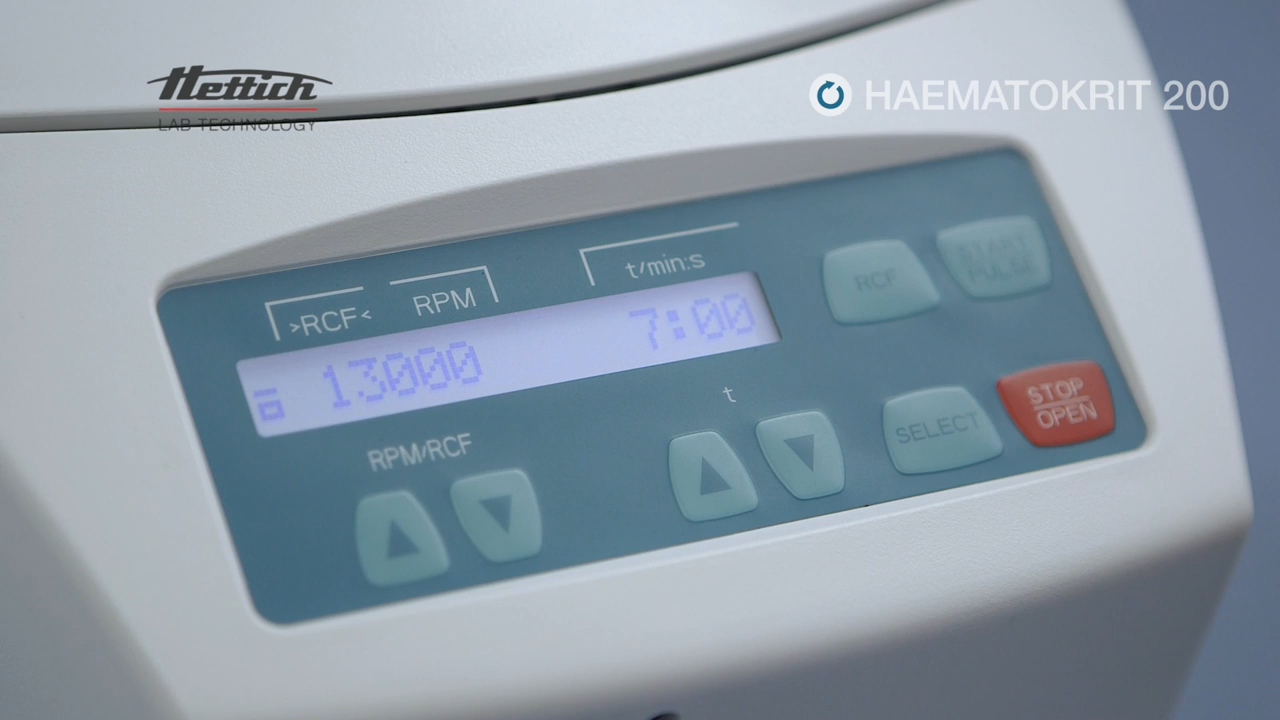 Hettich
LAB TECHNOLOGY
HAEMATOKRIT 200
>RCF< RPM
t/min:s
13000 7:00
RCF
START
PULSE
RPM/RCF
t
SELECT
STOP
OPEN